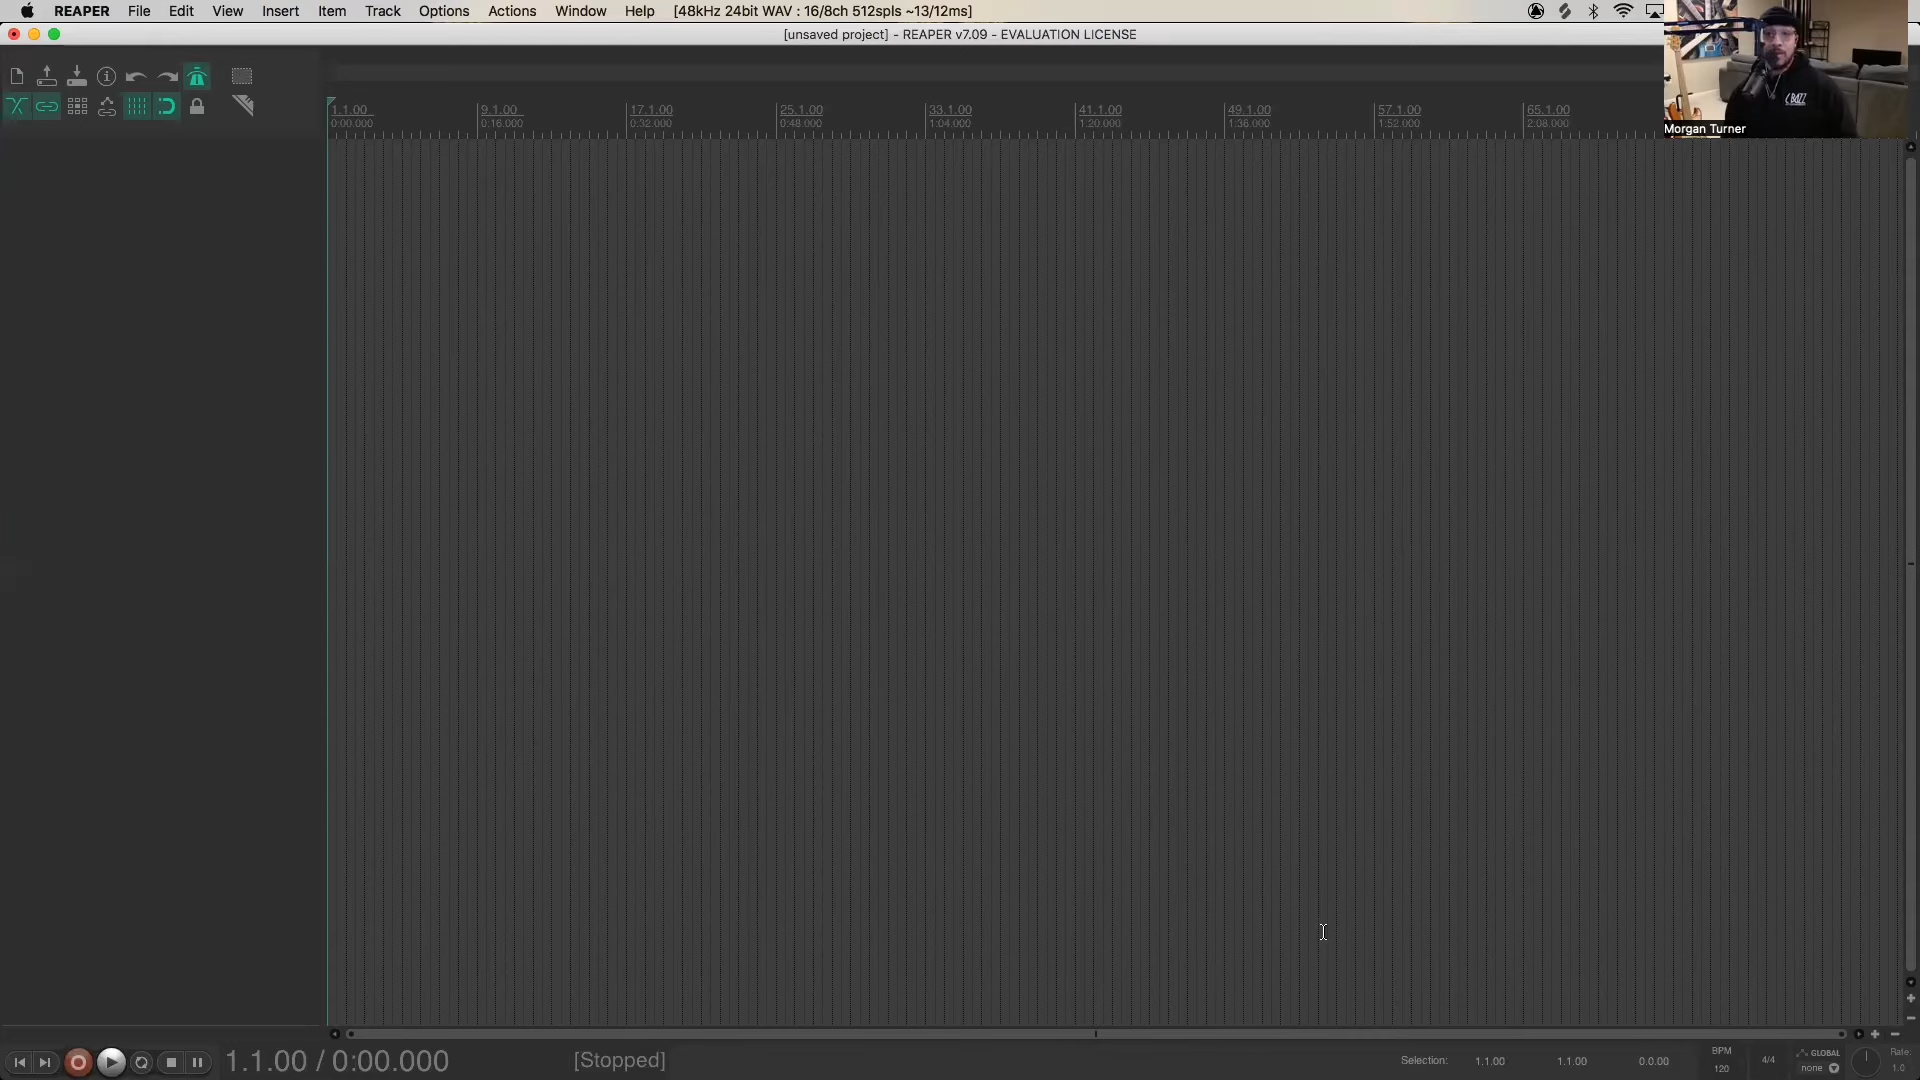 REAPER File Edit View Insert Item Track Options Actions Window Help [48kHz 24bit WAV : 16/8ch 512spls ~13/12ms]
[unsaved project] - REAPER v7.09 - EVALUATION LICENSE
1.1.00 9.1.00 17.1.00 25.1.00 33.1.00 41.1.00 49.1.00 57.1.00 65.1.00
0:00.000 0:16.000 0:32.000 0:48.000 1:04.000 1:20.000 1:36.000 1:52.000 2:08.000
Morgan Turner
1.1.00 / 0:00.000
[Stopped]
Selection: 1.1.00 1.1.00 0.0.00
BPM
120
4/4
GLOBAL
none
Rate:
1.0